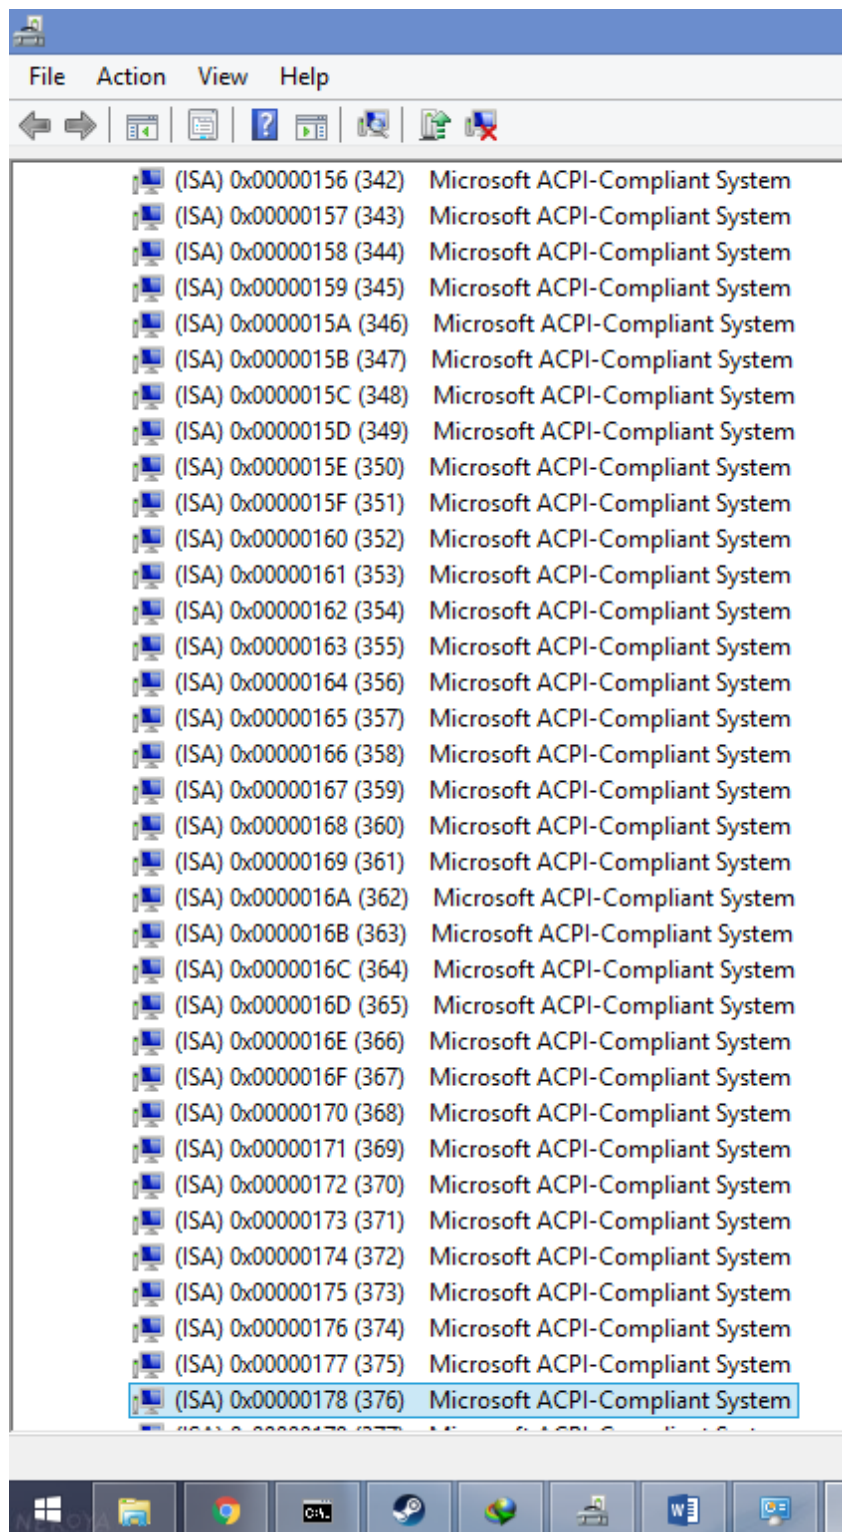 File Action View Help
(ISA) 0x00000156 (342) Microsoft ACPI-Compliant System
(ISA) 0x00000157 (343) Microsoft ACPI-Compliant System
(ISA) 0x00000158 (344) Microsoft ACPI-Compliant System
(ISA) 0x00000159 (345) Microsoft ACPI-Compliant System
(ISA) 0x0000015A (346) Microsoft ACPI-Compliant System
(ISA) 0x0000015B (347) Microsoft ACPI-Compliant System
(ISA) 0x0000015C (348) Microsoft ACPI-Compliant System
(ISA) 0x0000015D (349) Microsoft ACPI-Compliant System
(ISA) 0x0000015E (350) Microsoft ACPI-Compliant System
(ISA) 0x0000015F (351) Microsoft ACPI-Compliant System
(ISA) 0x00000160 (352) Microsoft ACPI-Compliant System
(ISA) 0x00000161 (353) Microsoft ACPI-Compliant System
(ISA) 0x00000162 (354) Microsoft ACPI-Compliant System
(ISA) 0x00000163 (355) Microsoft ACPI-Compliant System
(ISA) 0x00000164 (356) Microsoft ACPI-Compliant System
(ISA) 0x00000165 (357) Microsoft ACPI-Compliant System
(ISA) 0x00000166 (358) Microsoft ACPI-Compliant System
(ISA) 0x00000167 (359) Microsoft ACPI-Compliant System
(ISA) 0x00000168 (360) Microsoft ACPI-Compliant System
(ISA) 0x00000169 (361) Microsoft ACPI-Compliant System
(ISA) 0x0000016A (362) Microsoft ACPI-Compliant System
(ISA) 0x0000016B (363) Microsoft ACPI-Compliant System
(ISA) 0x0000016C (364) Microsoft ACPI-Compliant System
(ISA) 0x0000016D (365) Microsoft ACPI-Compliant System
(ISA) 0x0000016E (366) Microsoft ACPI-Compliant System
(ISA) 0x0000016F (367) Microsoft ACPI-Compliant System
(ISA) 0x00000170 (368) Microsoft ACPI-Compliant System
(ISA) 0x00000171 (369) Microsoft ACPI-Compliant System
(ISA) 0x00000172 (370) Microsoft ACPI-Compliant System
(ISA) 0x00000173 (371) Microsoft ACPI-Compliant System
(ISA) 0x00000174 (372) Microsoft ACPI-Compliant System
(ISA) 0x00000175 (373) Microsoft ACPI-Compliant System
(ISA) 0x00000176 (374) Microsoft ACPI-Compliant System
(ISA) 0x00000177 (375) Microsoft ACPI-Compliant System
(ISA) 0x00000178 (376) Microsoft ACPI-Compliant System